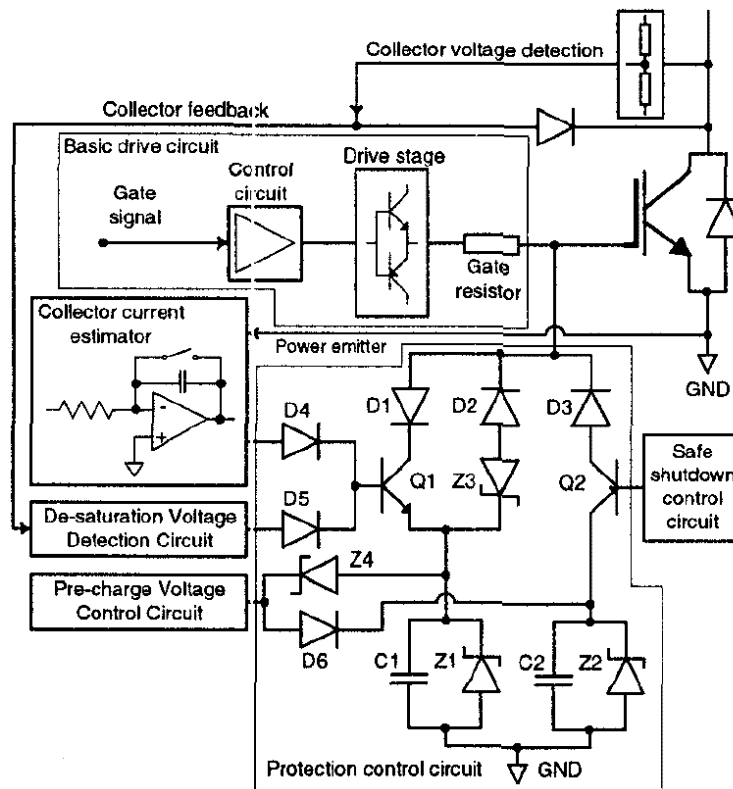 Collector voltage detection
Collector feedback
Basic drive circuit
Drive stage
Control
circuit
Gate
signal
Gate
resistor
Collector current
estimator
Power emitter
GND
-
+
D4
D1
D2
D3
Q1
Z3
Q2
Safe
shutdown
control
circuit
D5
De-saturation Voltage
Detection Circuit
Z4
Pre-charge Voltage
Control Circuit
D6
C1
Z1
C2
Z2
Protection control circuit
GND